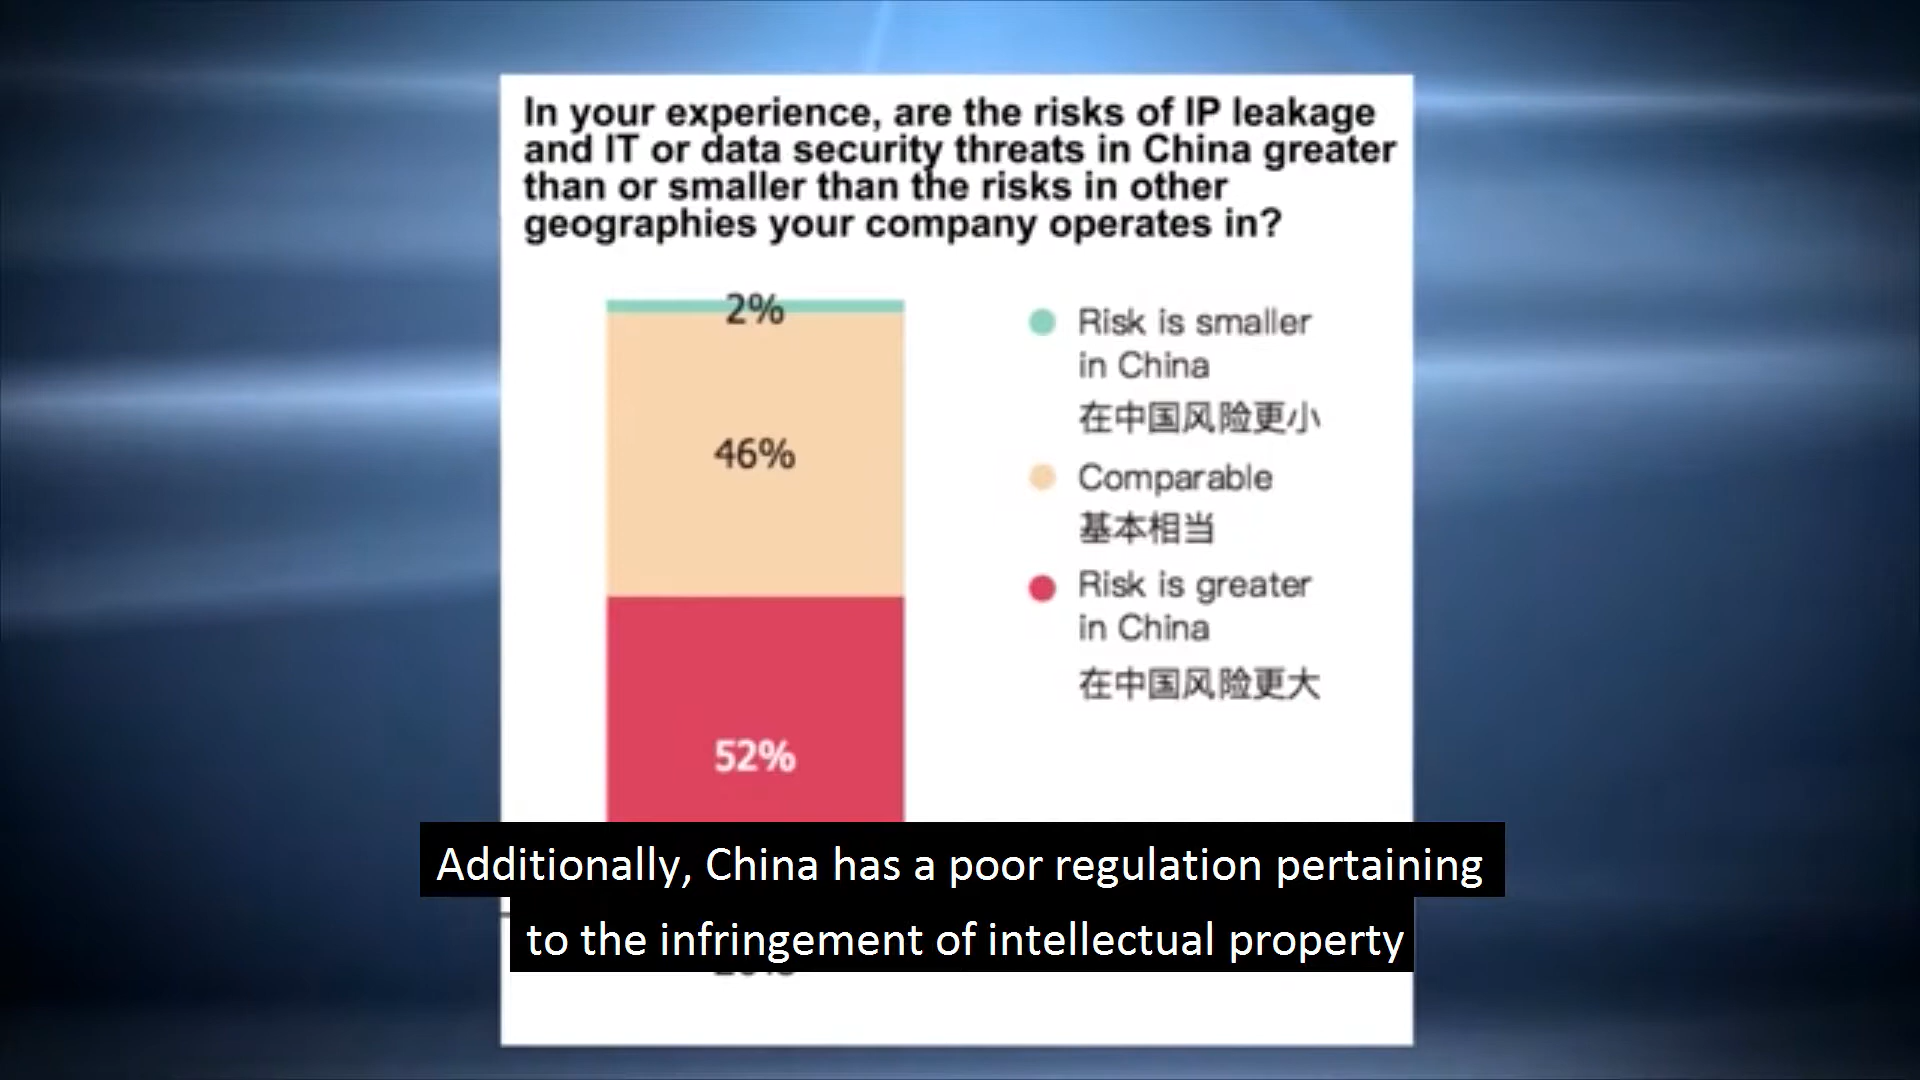 In your experience, are the risks of IP leakage
and IT or data security threats in China greater
than or smaller than the risks in other
geographies your company operates in?
2%
46%
52%
Risk is smaller
in China
在中国风险更小
Comparable
基本相当
Risk is greater
in China
在中国风险更大
Additionally, China has a poor regulation pertaining
to the infringement of intellectual property